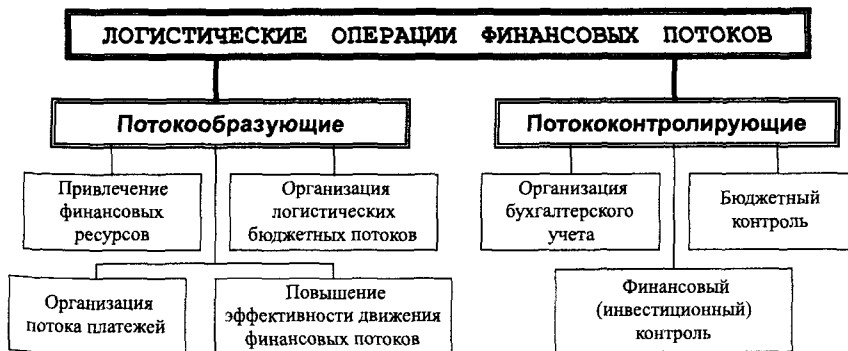 ЛОГИСТИЧЕСКИЕ ОПЕРАЦИИ ФИНАНСОВЫХ ПОТОКОВ
Потокообразующие
Потококонтролирующие
Привлечение
финансовых
ресурсов
Организация
логистических
бюджетных потоков
Организация
бухгалтерского
учета
Бюджетный
контроль
Организация
потока платежей
Повышение
эффективности движения
финансовых потоков
Финансовый
(инвестиционный)
контроль